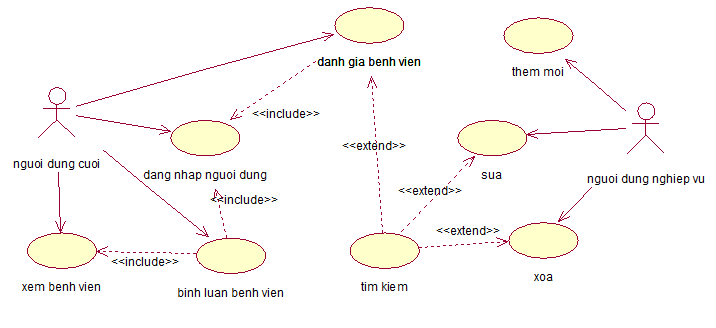 danh gia benh vien
them moi
<<include>>
<<extend>>
nguoi dung cuoi
dang nhap nguoi dung
sua
nguoi dung nghiep vu
<<extend>>
<<include>>
<<extend>>
<<include>>
xem benh vien
binh luan benh vien
tim kiem
xoa